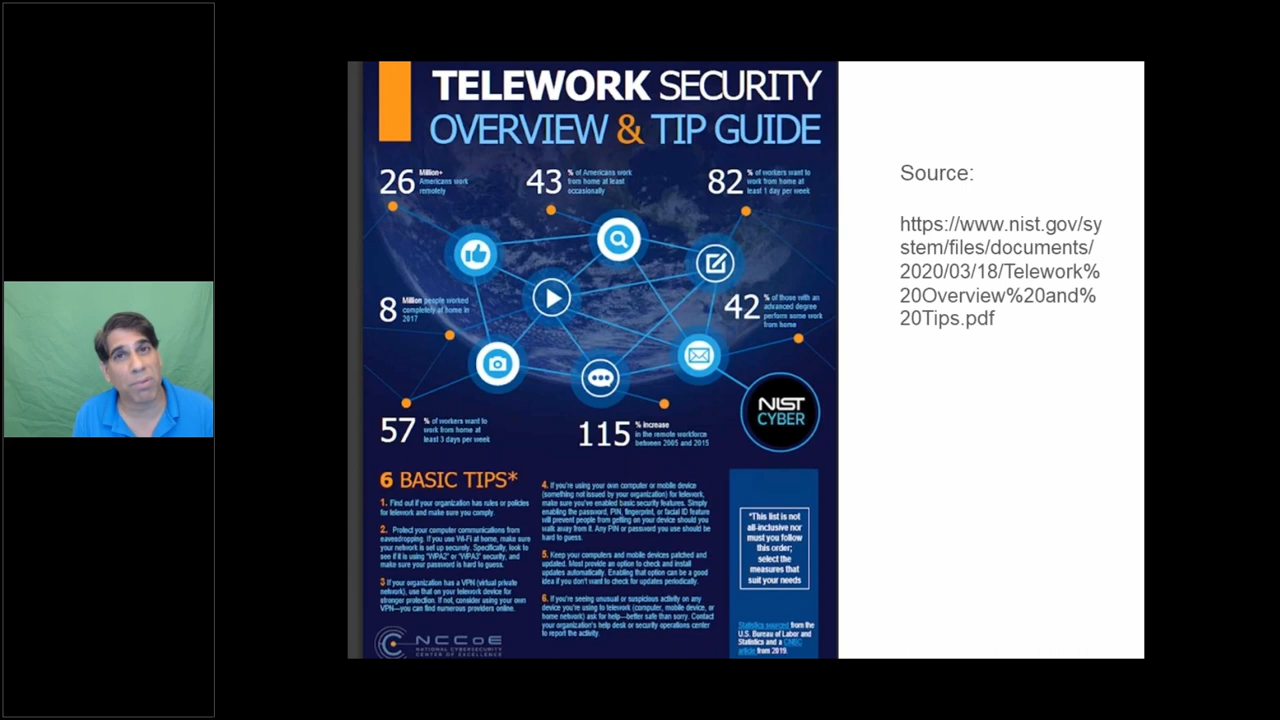 TELEWORK SECURITY
OVERVIEW & TIP GUIDE
26 Million+
Americans work
remotely
43 % of Americans work
from home at least
occasionally
82 % of workers want to
work from home at
least 1 day per week
8 Million people worked
completely at home in
2017
42 % of those with an
advanced degree
perform some work
from home
57 % of workers want to
work from home at
least 3 days per week
115 % increase
in the remote workforce
between 2005 and 2015
NIST
CYBER
6 BASIC TIPS*
1. Find out if your organization has rules or policies
for telework and make sure you comply.
2. Protect your computer communications from
eavesdropping. If you use Wi-Fi at home, make sure
your network is set up securely. Specifically, look to
see if it is using "WPA2" or "WPA3" security, and
make sure your password is hard to guess.
3 If your organization has a VPN (virtual private
network), use that on your telework device for
stronger protection. If not, consider using your own
VPN—you can find numerous providers online.
4. If you're using your own computer or mobile device
(something not issued by your organization) for telework,
make sure you've enabled basic security features. Simply
enabling the password, PIN, fingerprint, or facial ID feature
will prevent people from getting on your device should you
walk away from it. Any PIN or password you use should be
hard to guess.
5. Keep your computers and mobile devices patched and
updated. Most provide an option to check and install
updates automatically. Enabling that option can be a good
idea if you don't want to check for updates periodically.
6. If you're seeing unusual or suspicious activity on any
device you're using to telework (computer, mobile device, or
home network) ask for help—better safe than sorry. Contact
your organization's help desk or security operations center
to report the activity.
*This list is not
all-inclusive nor
must you follow
this order;
select the
measures that
suit your needs
Statistics sourced from the
U.S. Bureau of Labor and
Statistics and a CNBC
article from 2019.
NCCoE
NATIONAL CYBERSECURITY
CENTER OF EXCELLENCE
Source:
https://www.nist.gov/sy
stem/files/documents/
2020/03/18/Telework%
20Overview%20and%
20Tips.pdf